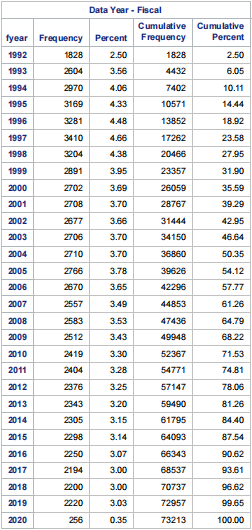 Data Year - Fiscal
fyear Frequency Percent Cumulative Frequency Cumulative Percent
1992 1828 2.50 1828 2.50
1993 2604 3.56 4432 6.05
1994 2970 4.06 7402 10.11
1995 3169 4.33 10571 14.44
1996 3281 4.48 13852 18.92
1997 3410 4.66 17262 23.58
1998 3204 4.38 20466 27.95
1999 2891 3.95 23357 31.90
2000 2702 3.69 26059 35.59
2001 2708 3.70 28767 39.29
2002 2677 3.66 31444 42.95
2003 2706 3.70 34150 46.64
2004 2710 3.70 36860 50.35
2005 2766 3.78 39626 54.12
2006 2670 3.65 42296 57.77
2007 2557 3.49 44853 61.26
2008 2583 3.53 47436 64.79
2009 2512 3.43 49948 68.22
2010 2419 3.30 52367 71.53
2011 2404 3.28 54771 74.81
2012 2376 3.25 57147 78.06
2013 2343 3.20 59490 81.26
2014 2305 3.15 61795 84.40
2015 2298 3.14 64093 87.54
2016 2250 3.07 66343 90.62
2017 2194 3.00 68537 93.61
2018 2200 3.00 70737 96.62
2019 2220 3.03 72957 99.65
2020 256 0.35 73213 100.00